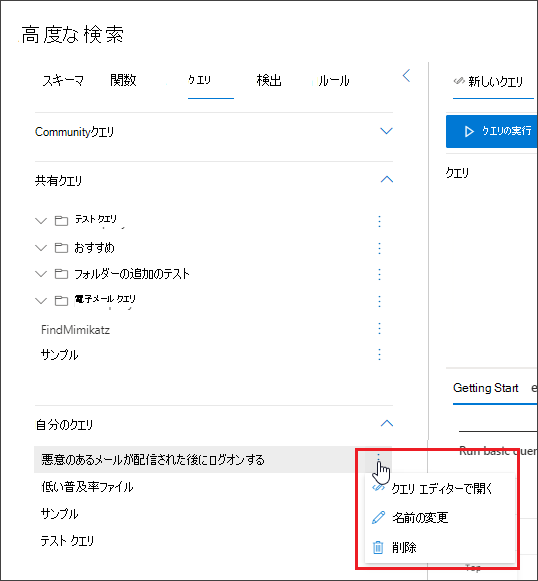 高度な検索
スキーマ 関数 クエリ 検出 ルール
新しいクエリ
Communityクエリ
クエリの実行
クエリ
共有クエリ
テスト クエリ
おすすめ
フォルダーの追加のテスト
電子メール クエリ
FindMimikatz
サンプル
Getting Start
自分のクエリ
悪意のあるメールが配信された後にログオンする
Run basic quer
低い普及率ファイル
サンプル
テスト クエリ
クエリ エディターで開く
名前の変更
削除